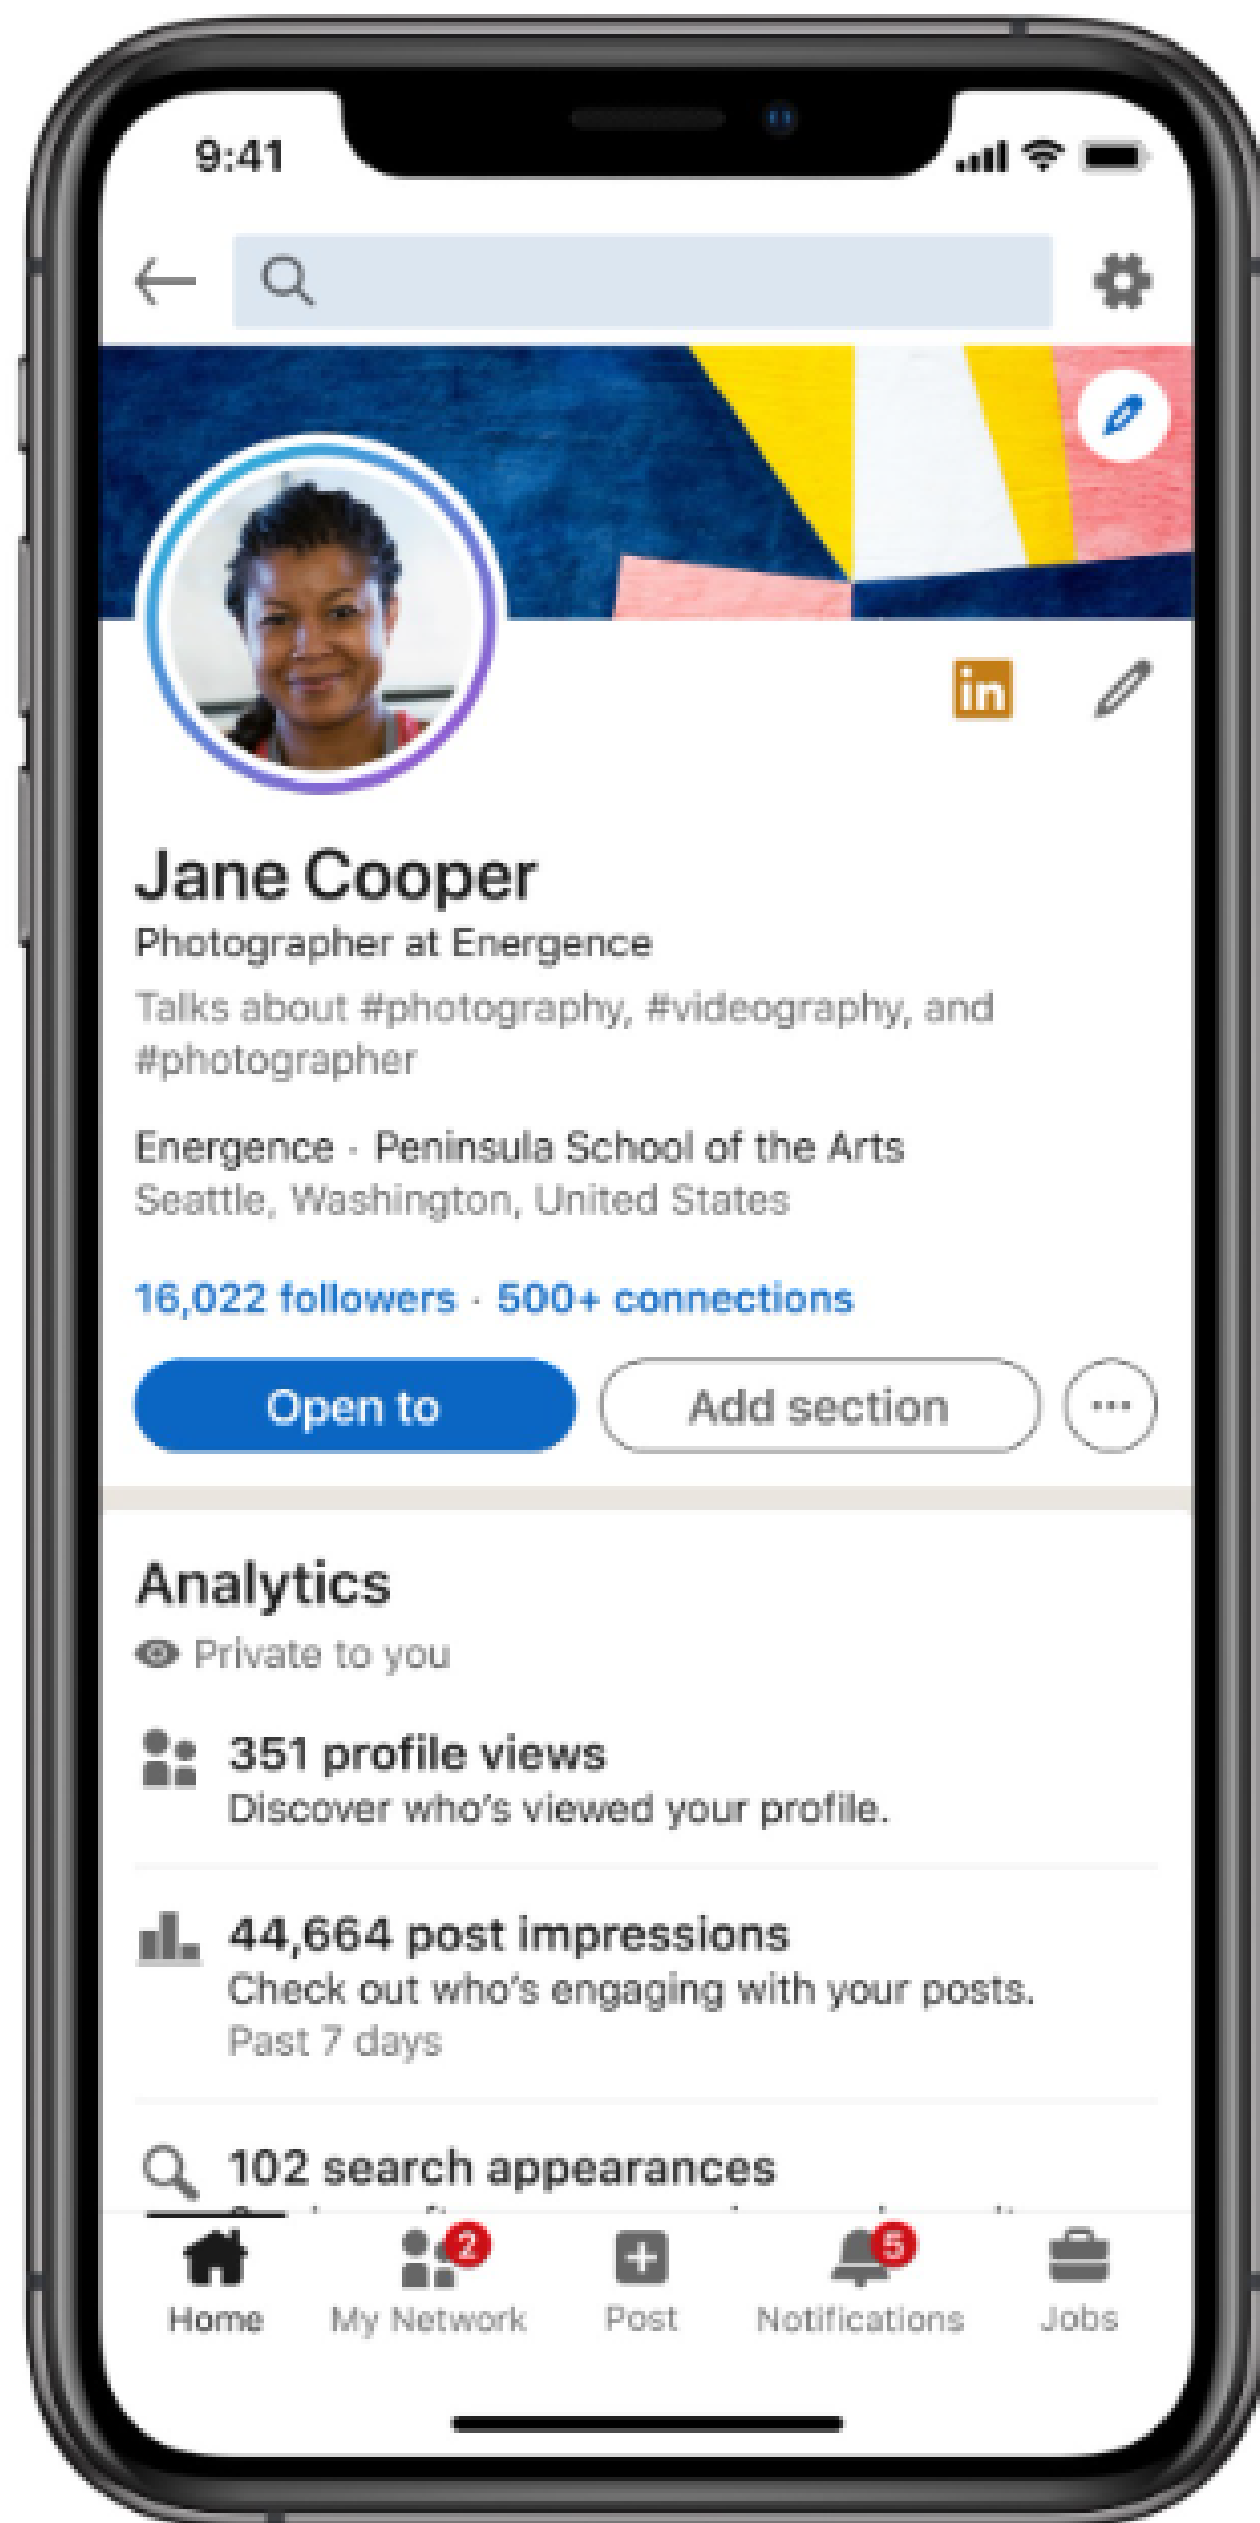 9:41
in
Jane Cooper
Photographer at Energence
Talks about #photography, #videography, and
#photographer
Energence · Peninsula School of the Arts
Seattle, Washington, United States
16,022 followers · 500+ connections
Open to
Add section
Analytics
Private to you
351 profile views
Discover who's viewed your profile.
44,664 post impressions
Check out who's engaging with your posts.
Past 7 days
102 search appearances
2
5
Home
My Network
Post
Notifications
Jobs